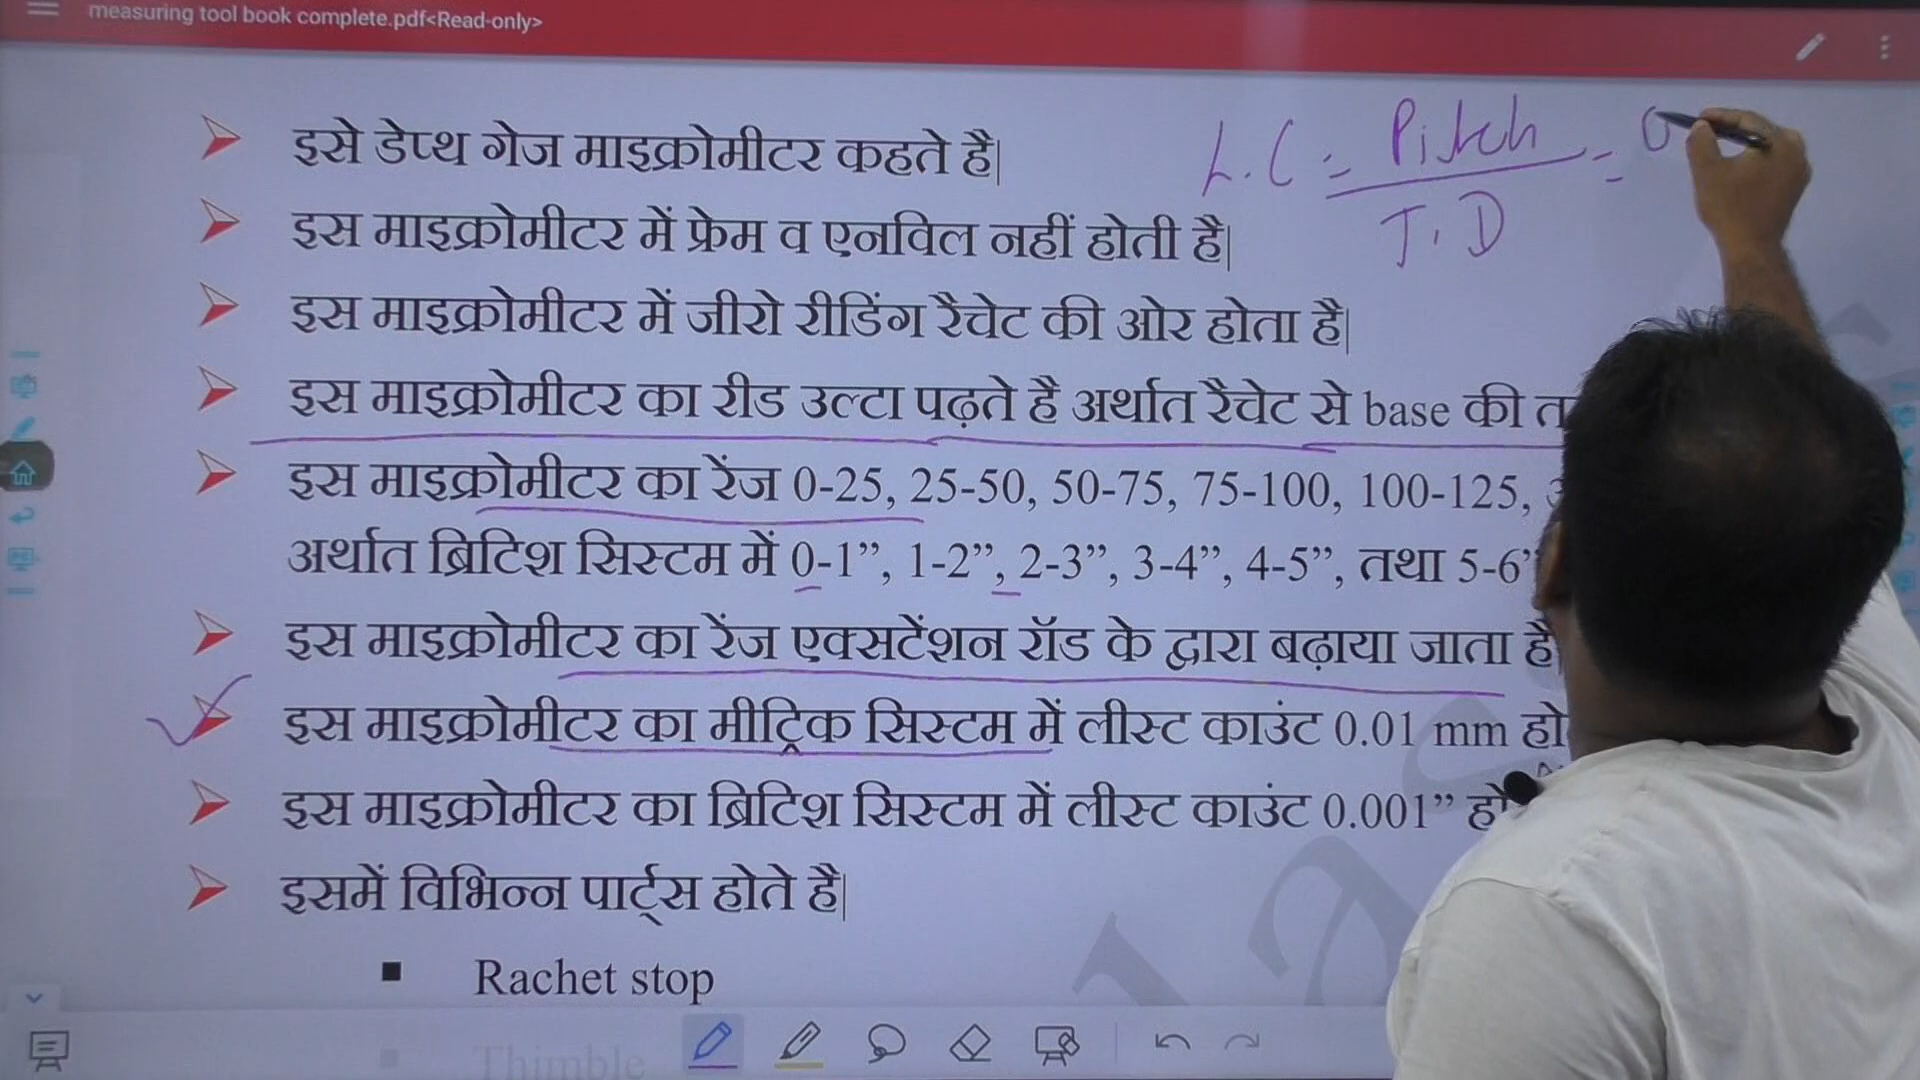 measuring tool book complete.pdf<Read-only>
L.C = Pitch / T.D =
इसे डेप्थ गेज माइक्रोमीटर कहते है|
इस माइक्रोमीटर में फ्रेम व एनविल नहीं होती है|
इस माइक्रोमीटर में जीरो रीडिंग रैचेट की ओर होता है|
इस माइक्रोमीटर का रीड उल्टा पढ़ते है अर्थात रैचेट से base की
इस माइक्रोमीटर का रेंज 0-25, 25-50, 50-75, 75-100, 100-125,
अर्थात ब्रिटिश सिस्टम में 0-1”, 1-2”, 2-3”, 3-4”, 4-5”, तथा 5-6”
इस माइक्रोमीटर का रेंज एक्सटेंशन रॉड के द्वारा बढ़ाया जाता है
इस माइक्रोमीटर का मीट्रिक सिस्टम में लीस्ट काउंट 0.01 mm
इस माइक्रोमीटर का ब्रिटिश सिस्टम में लीस्ट काउंट 0.001”
इसमें विभिन्न पार्ट्स होते है|
Rachet stop
Thimble